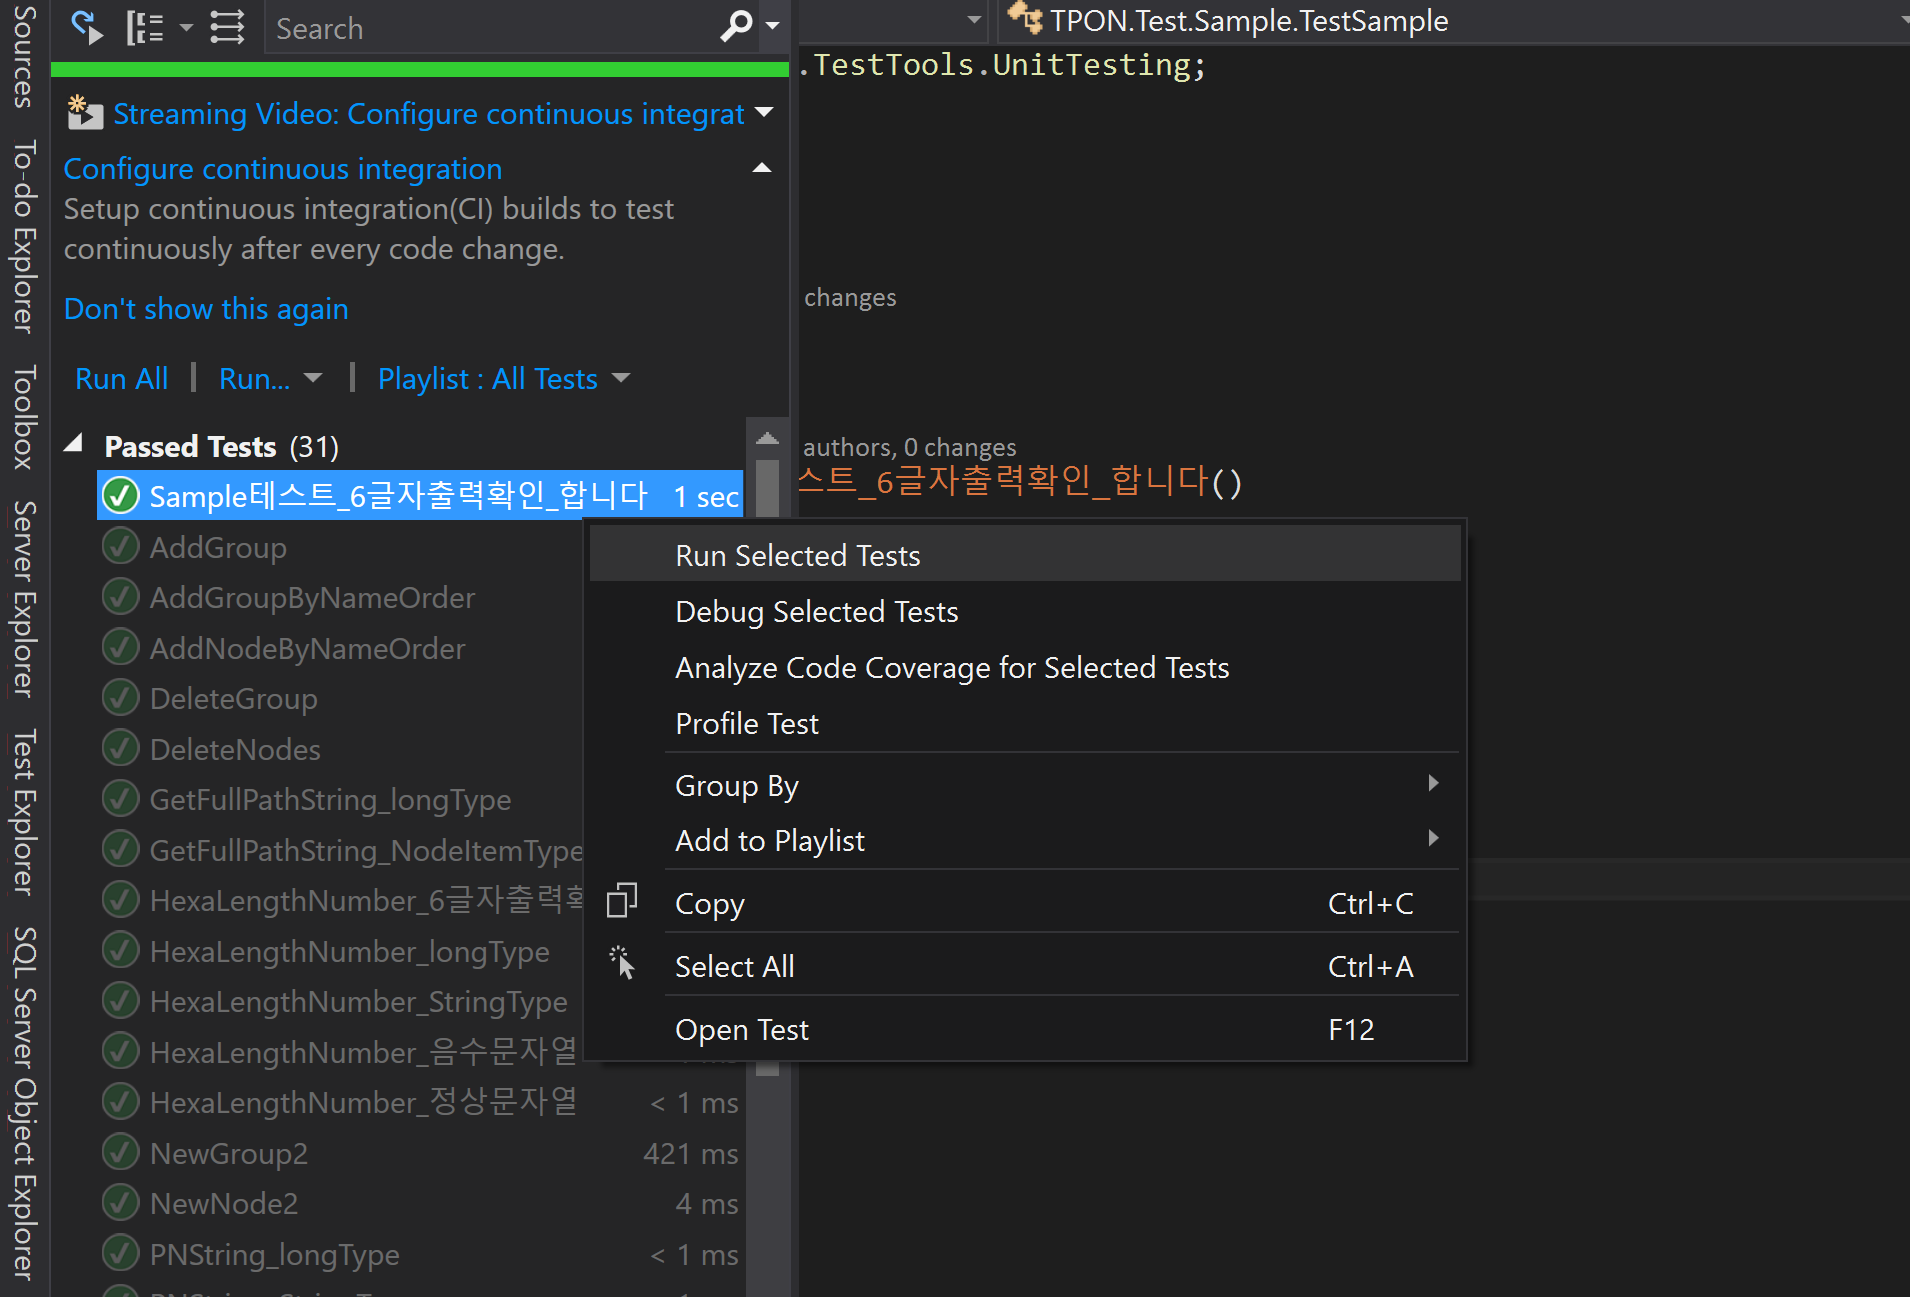 Sources
To-do Explorer
Toolbox
Server Explorer
Test Explorer
SQL Server Object Explorer
Search
Streaming Video: Configure continuous integrat
Configure continuous integration
Setup continuous integration(CI) builds to test
continuously after every code change.
Don't show this again
Run All | Run... | Playlist : All Tests
Passed Tests (31)
Sample테스트_6글자출력확인_합니다 1 sec
AddGroup
AddGroupByNameOrder
AddNodeByNameOrder
DeleteGroup
DeleteNodes
GetFullPathString_longType
GetFullPathString_NodeItemType
HexaLengthNumber_6글자출력
HexaLengthNumber_longType
HexaLengthNumber_StringType
HexaLengthNumber_음수문자열
HexaLengthNumber_정상문자열 < 1 ms
NewGroup2 421 ms
NewNode2 4 ms
PNString_longType < 1 ms
TPON.Test.Sample.TestSample
.TestTools.UnitTesting;
changes
authors, 0 changes
스트_6글자출력확인_합니다()
Run Selected Tests
Debug Selected Tests
Analyze Code Coverage for Selected Tests
Profile Test
Group By
Add to Playlist
Copy Ctrl+C
Select All Ctrl+A
Open Test F12